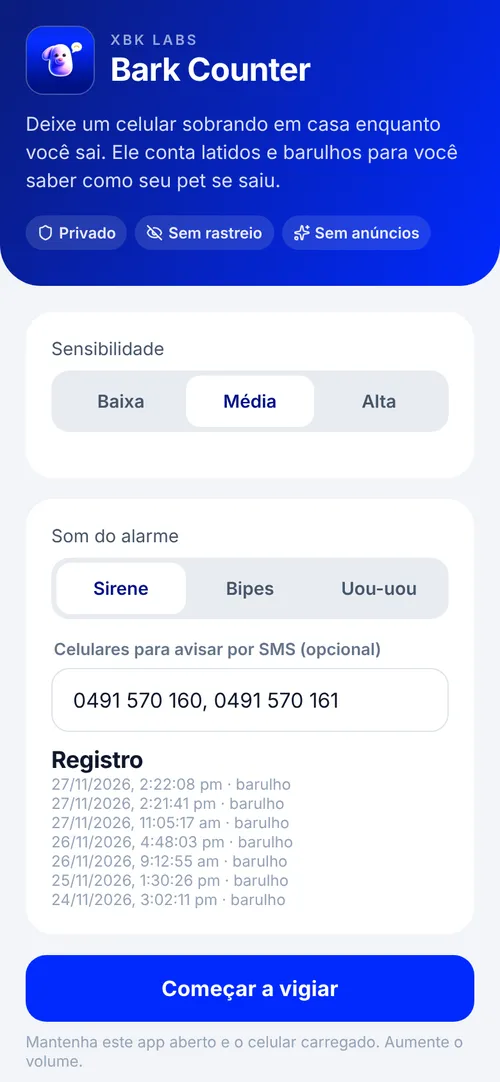 XBK LABS
Bark Counter
Deixe um celular sobrando em casa enquanto
você sai. Ele conta latidos e barulhos para você
saber como seu pet se saiu.
Privado
Sem rastreio
Sem anúncios
Sensibilidade
Baixa
Média
Alta
Som do alarme
Sirene
Bipes
Uou-uou
Celulares para avisar por SMS (opcional)
0491 570 160, 0491 570 161
Registro
27/11/2026, 2:22:08 pm · barulho
27/11/2026, 2:21:41 pm · barulho
27/11/2026, 11:05:17 am · barulho
26/11/2026, 4:48:03 pm · barulho
26/11/2026, 9:12:55 am · barulho
25/11/2026, 1:30:26 pm · barulho
24/11/2026, 3:02:11 pm · barulho
Começar a vigiar
Mantenha este app aberto e o celular carregado. Aumente o
volume.